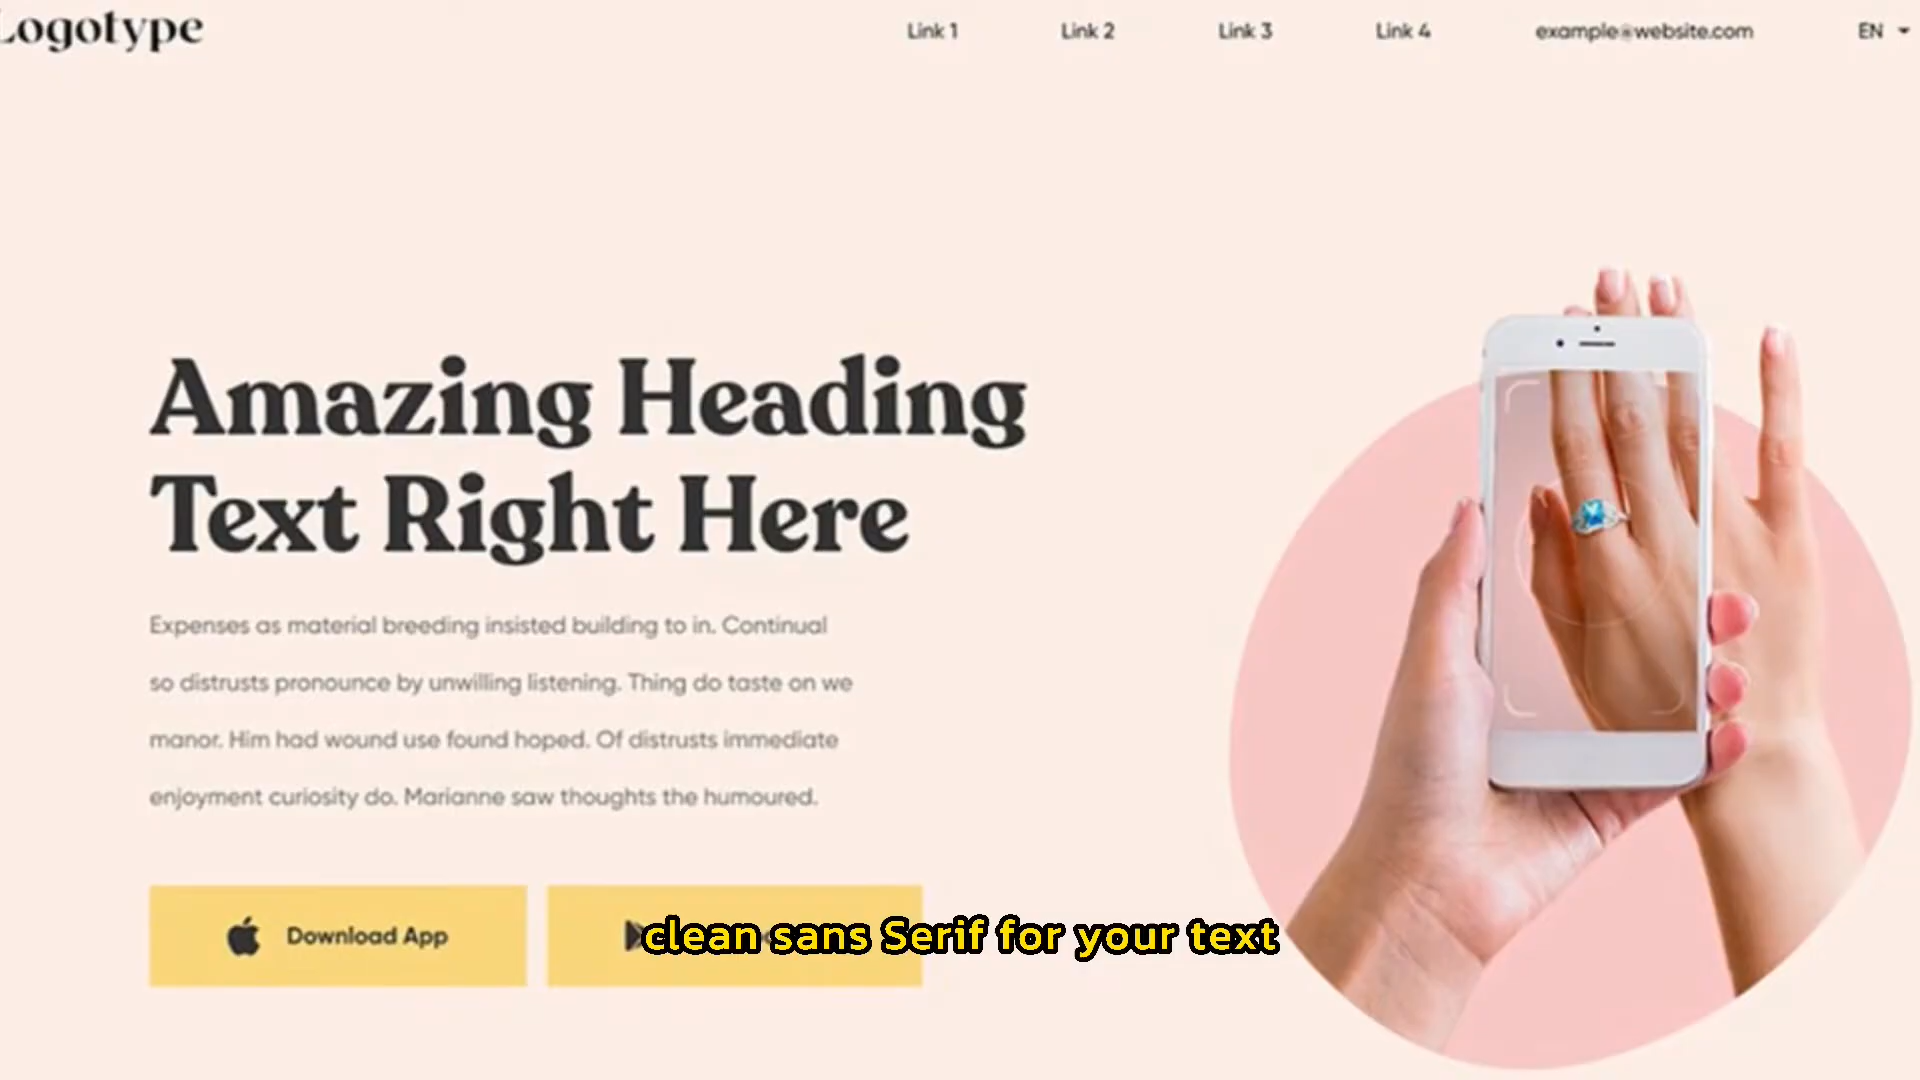 Logotype
Link 1
Link 2
Link 3
Link 4
example@website.com
EN
Amazing Heading
Text Right Here
Expenses as material breeding insisted building to in. Continual
so distrusts pronounce by unwilling listening. Thing do taste on we
manor. Him had wound use found hoped. Of distrusts immediate
enjoyment curiosity do. Marianne saw thoughts the humoured.
Download App
clean sans Serif for your text